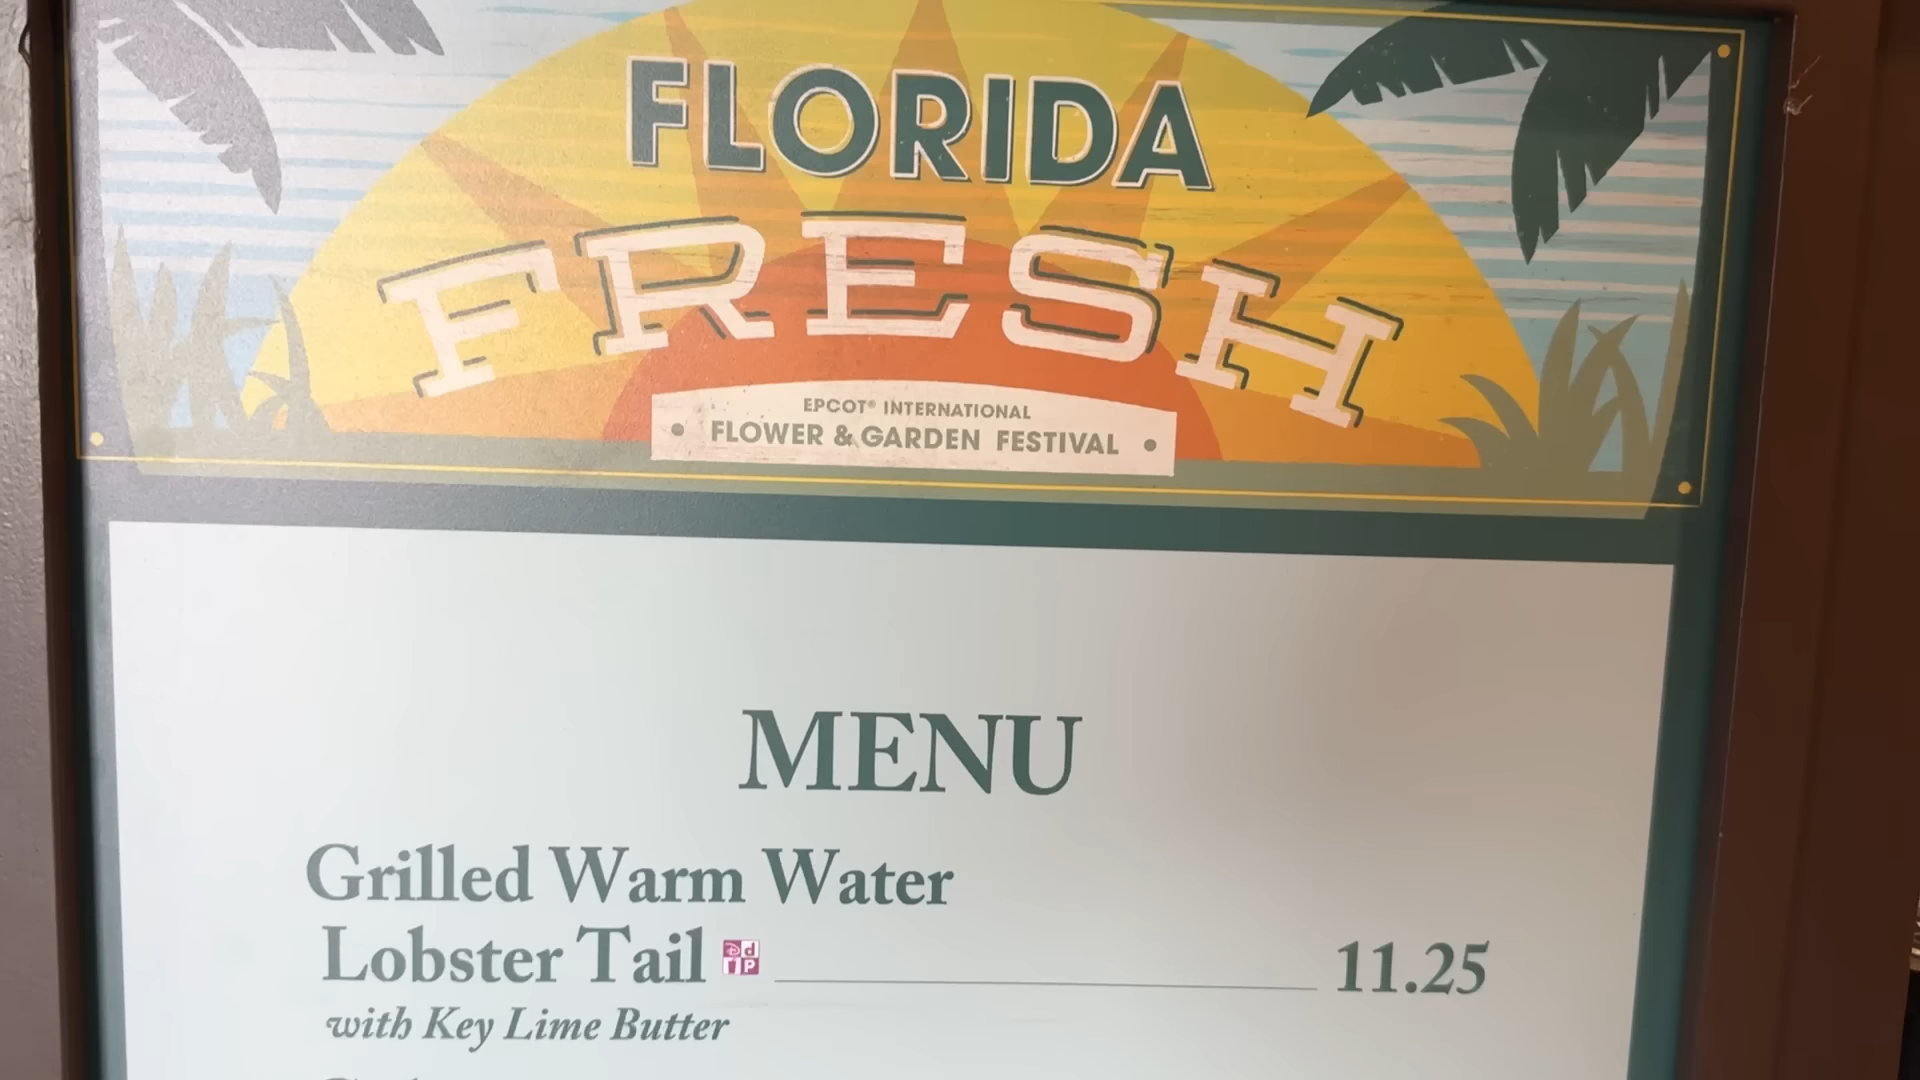 FLORIDA
FRESH
EPCOT® INTERNATIONAL
• FLOWER & GARDEN FESTIVAL •
MENU
Grilled Warm Water
Lobster Tail 11.25
with Key Lime Butter